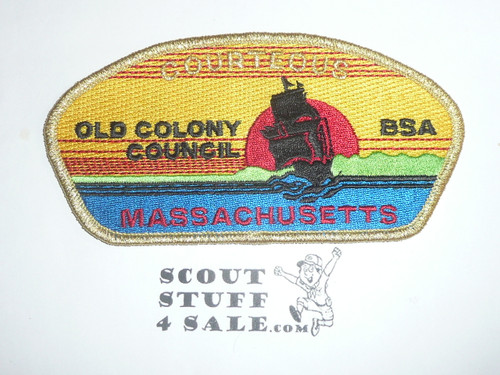 COURTEOUS
OLD COLONY BSA
COUNCIL
MASSACHUSETTS
SCOUT
STUFF
4 SALE.com